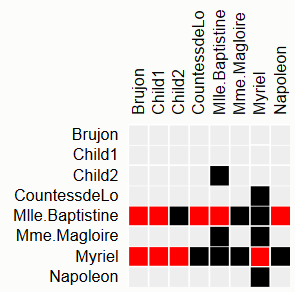 Brujon
Child1
Child2
CountessdeLo
Mlle.Baptistine
Mme.Magloire
Myriel
Napoleon
Brujon
Child1
Child2
CountessdeLo
Mlle.Baptistine
Mme.Magloire
Myriel
Napoleon